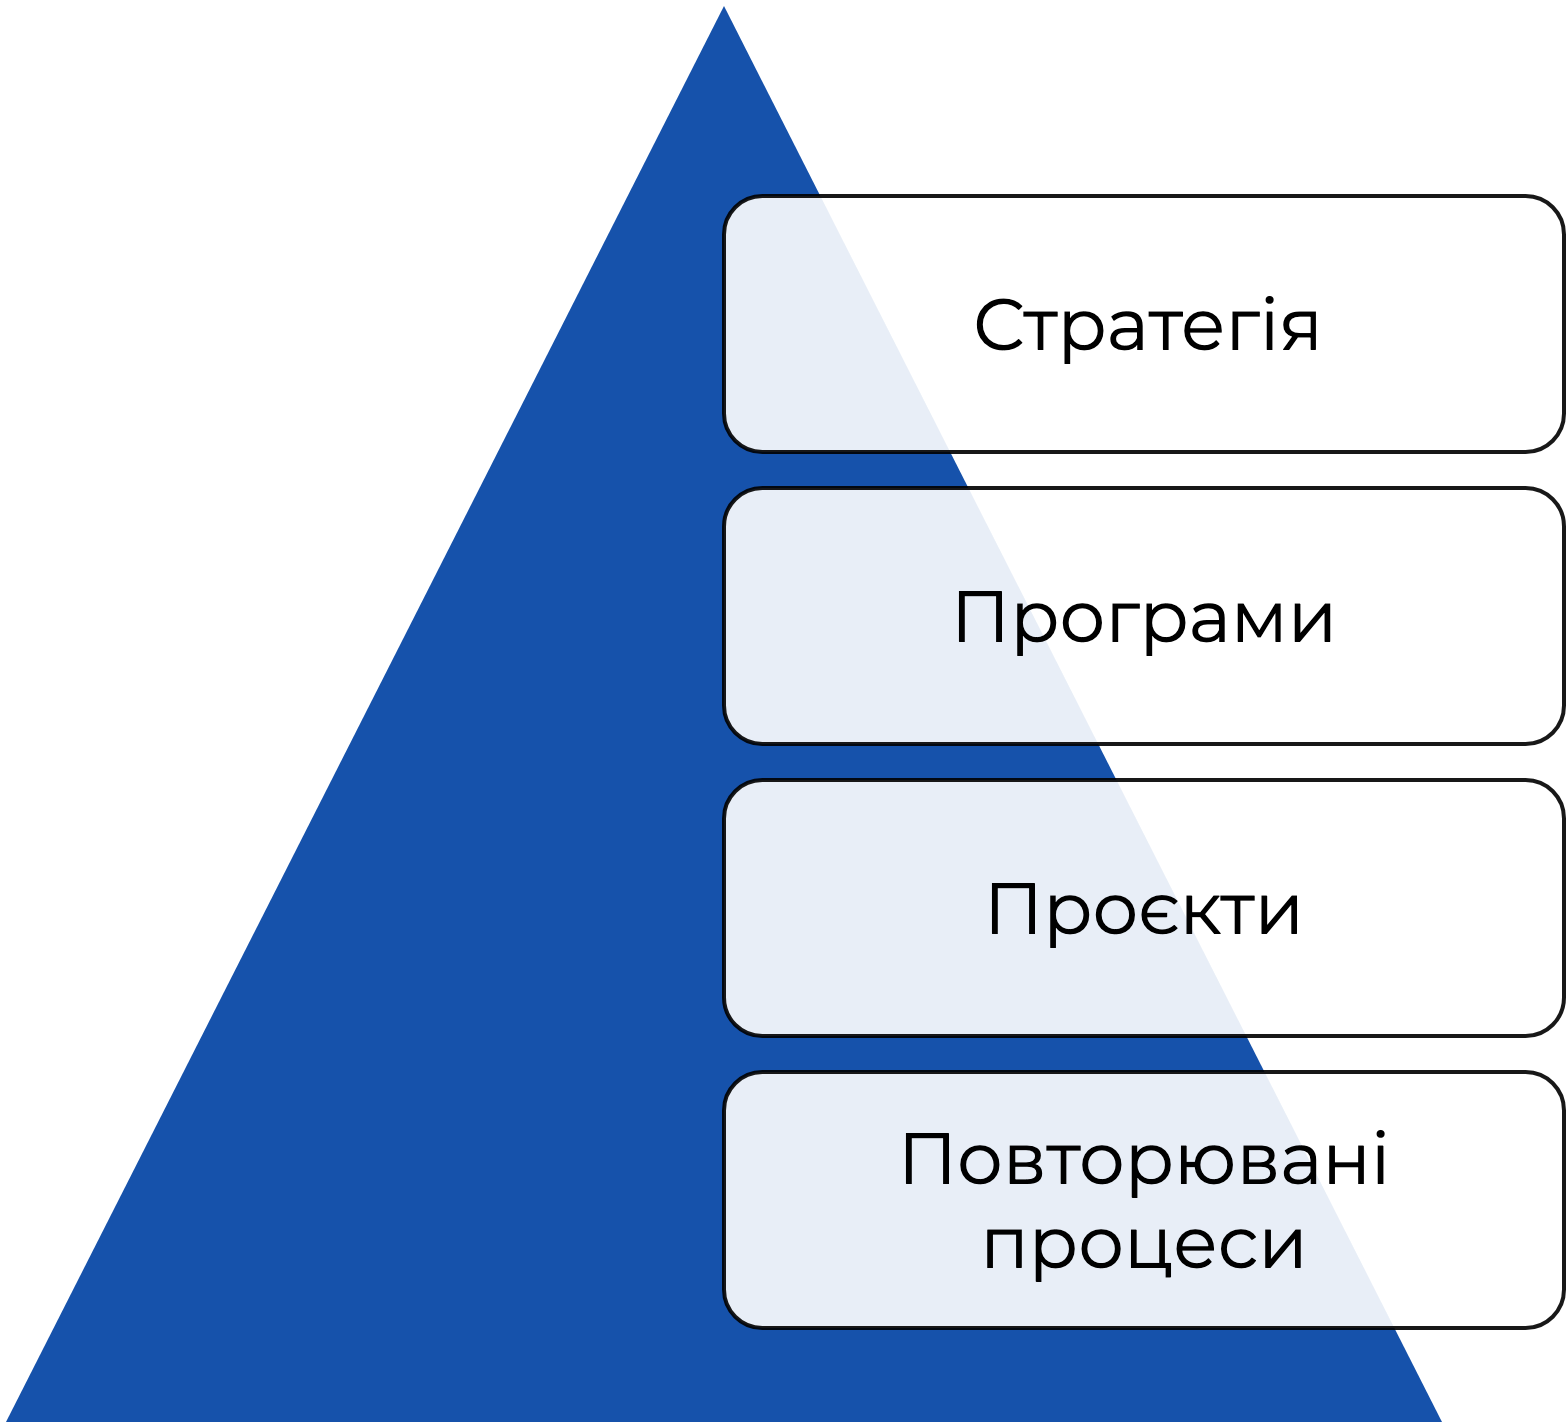 Стратегія
Програми
Проєкти
Повторювані
процеси